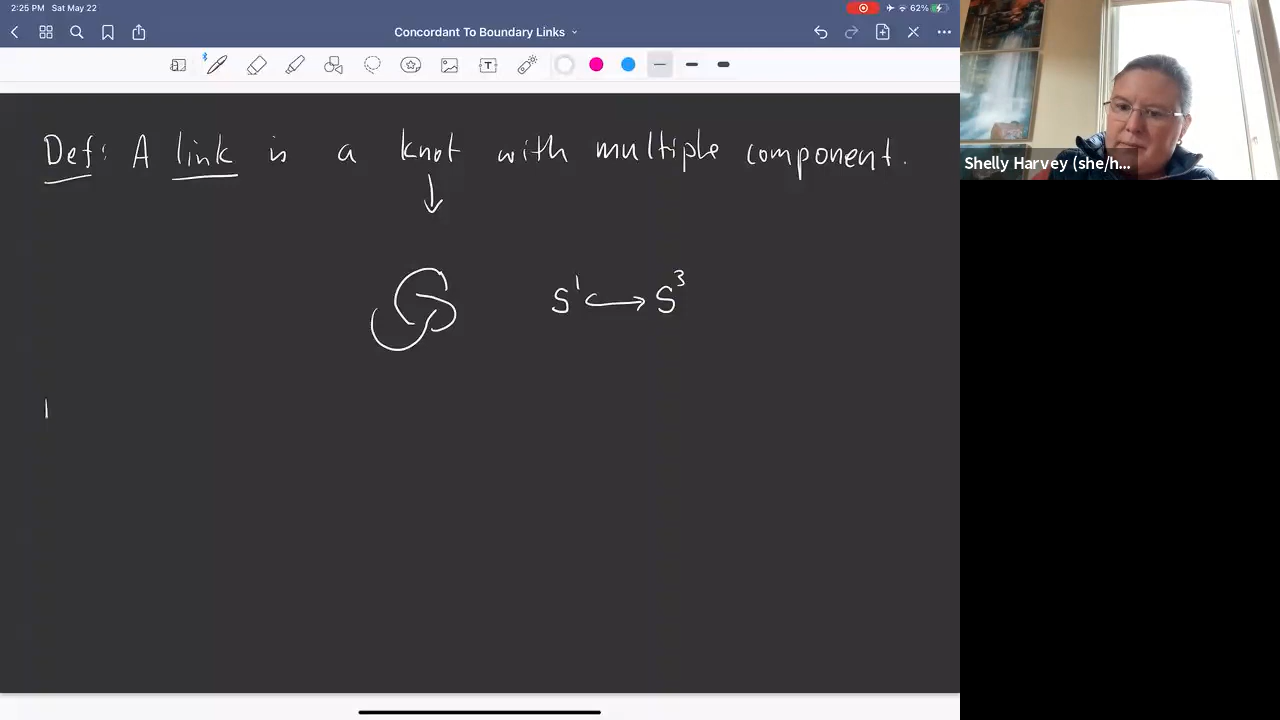 2:25 PM Sat May 22
62%
Concordant To Boundary Links
T
Def: A link is a knot with multiple component.
S¹ ↪ S³
Shelly Harvey (she/h...